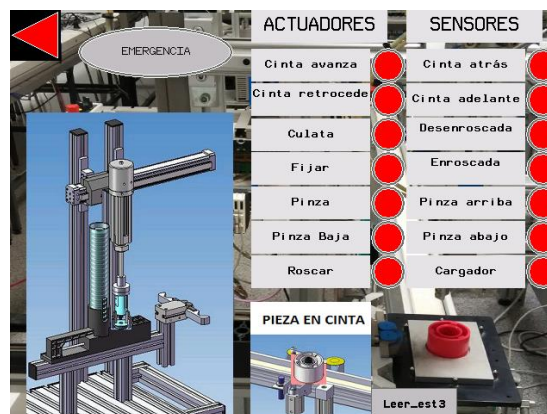 EMERGENCIA
ACTUADORES
SENSORES
Cinta avanza
Cinta atrás
Cinta retrocede
Cinta adelante
Culata
Desenroscada
Fijar
Enroscada
Pinza
Pinza arriba
Pinza Baja
Pinza abajo
Roscar
Cargador
PIEZA EN CINTA
Leer_est3